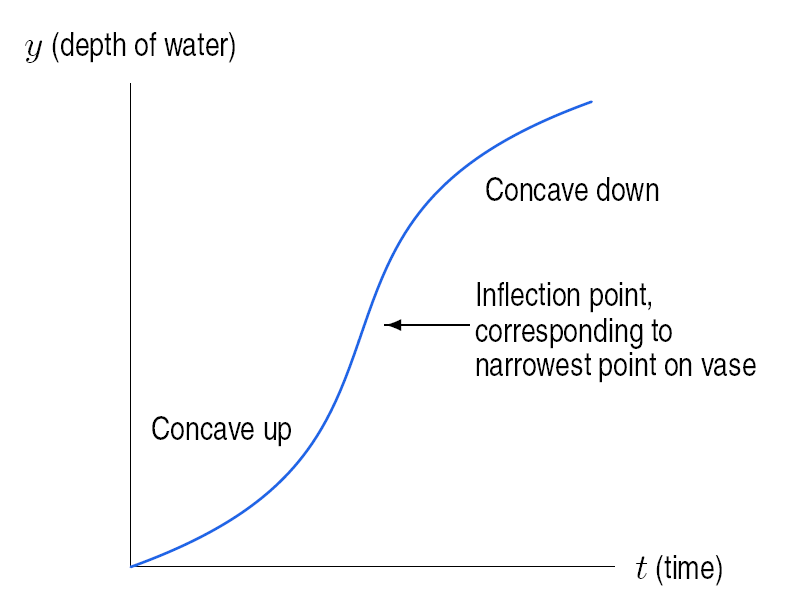 y (depth of water)
Concave down
Inflection point,
corresponding to
narrowest point on vase
Concave up
t (time)